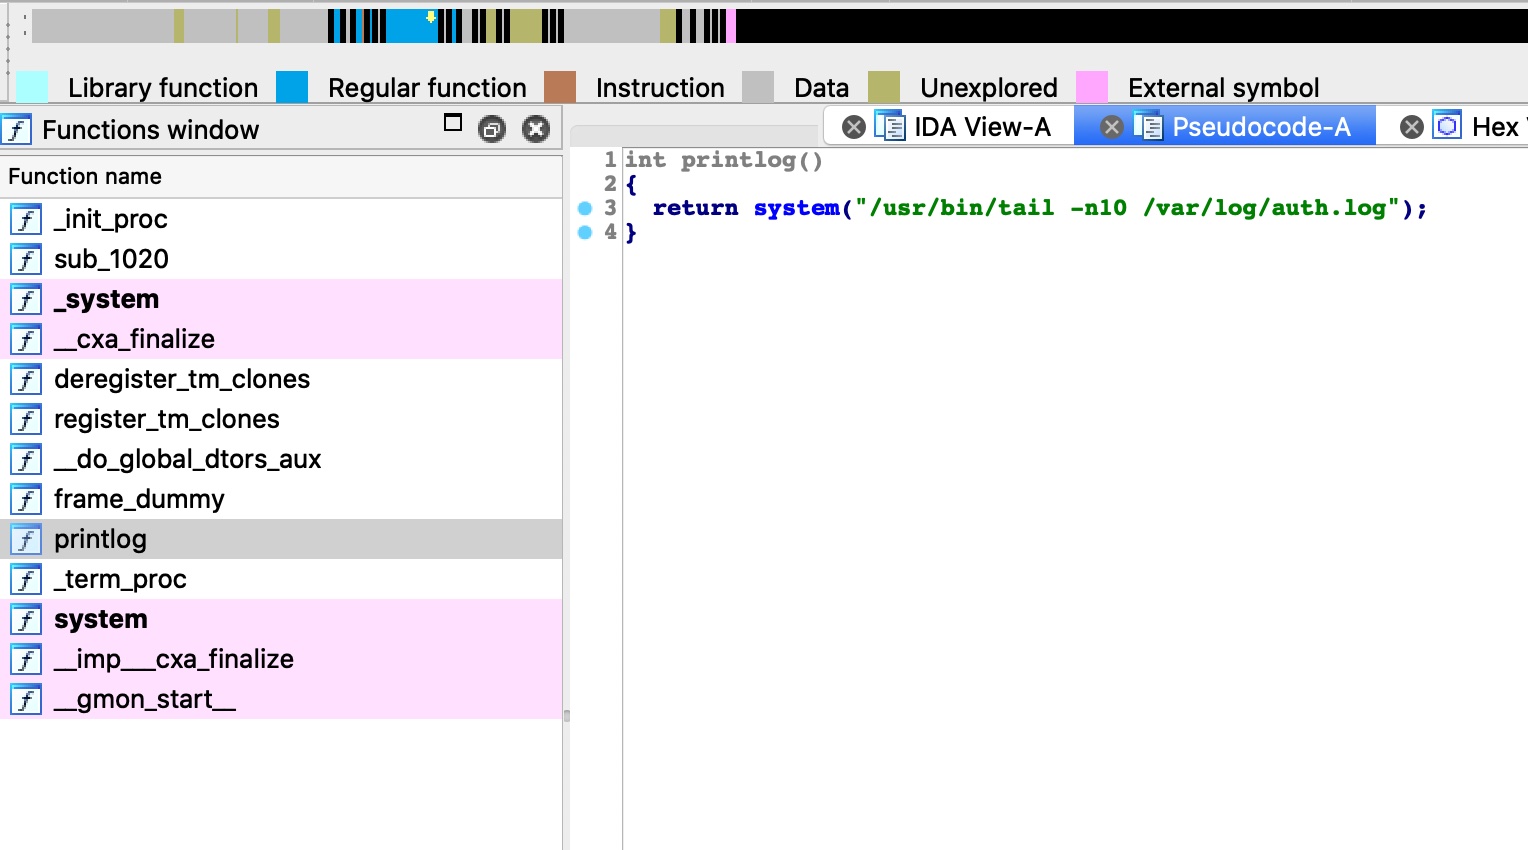 Library function Regular function Instruction Data Unexplored External symbol
Functions window
IDA View-A Pseudocode-A Hex
Function name
_init_proc
sub_1020
_system
__cxa_finalize
deregister_tm_clones
register_tm_clones
__do_global_dtors_aux
frame_dummy
printlog
_term_proc
system
__imp___cxa_finalize
__gmon_start__
1 int printlog()
2 {
3 return system("/usr/bin/tail -n10 /var/log/auth.log");
4 }